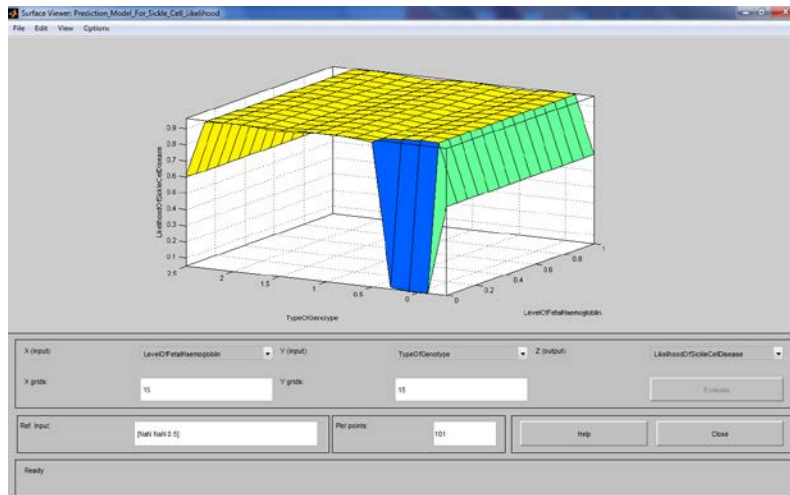 Surface Viewer: Prediction_Model_For_Sickle_Cell_Likelihood
File Edit View Options
0.9
0.8
0.7
0.6
0.5
0.4
0.3
0.2
0.1
LikelihoodOfSickleCellDisease
2.5 2 1.5 1 0.5 0
TypeOfGenotype
0 0.2 0.4 0.6 0.8 1
LevelOfFetalHaemogloblin
X (input): LevelOfFetalHaemogloblin Y (input): TypeOfGenotype Z (output): LikelihoodOfSickleCellDisease
X grids: 15 Y grids: 15 Evaluate
Ref. Input: [NaN NaN 0.5] Plot points: 101 Help Close
Ready